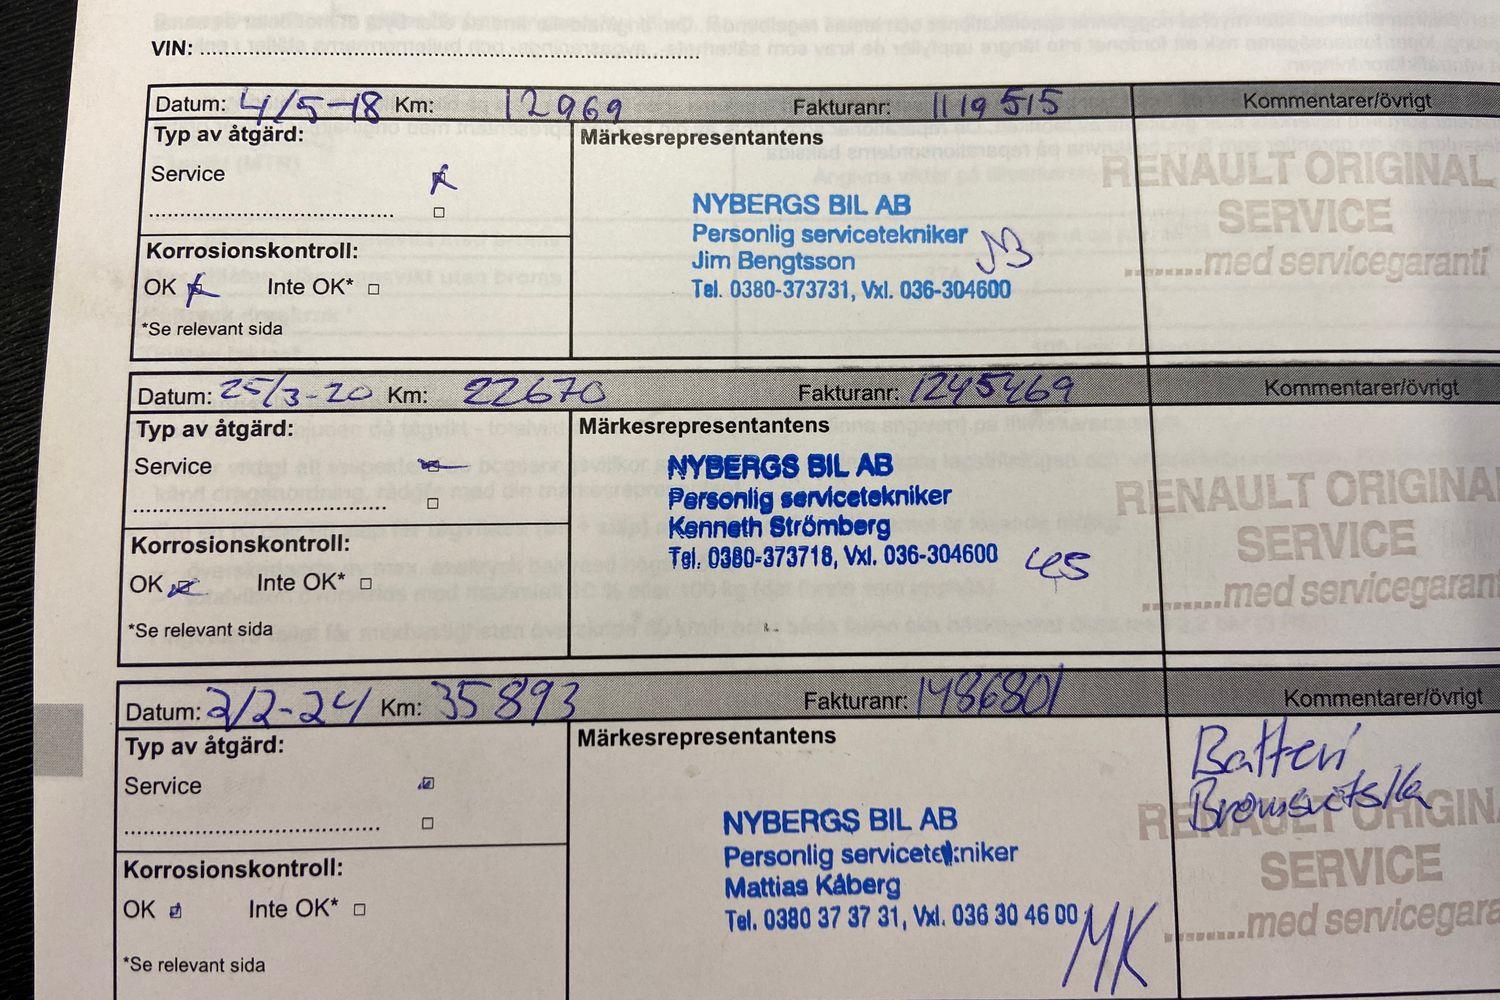 VIN:
Datum: 4/5-18 Km: 12969 Fakturanr: 1119515 Kommentarer/övrigt
Typ av åtgärd: Märkesrepresentantens
Service
NYBERGS BIL AB
Personlig servicetekniker
Jim Bengtsson
Tel. 0380-373731, Vxl. 036-304600
RENAULT ORIGINAL
SERVICE
........med servicegaranti
Korrosionskontroll:
OK Inte OK*
*Se relevant sida
Datum: 25/3-20 Km: 22670 Fakturanr: 1245469 Kommentarer/övrigt
Typ av åtgärd: Märkesrepresentantens
Service
NYBERGS BIL AB
Personlig servicetekniker
Kenneth Strömberg
Tel. 0380-373718, Vxl. 036-304600
RENAULT ORIGINAL
SERVICE
........med servicegarant
Korrosionskontroll:
OK Inte OK*
*Se relevant sida
Datum: 2/2-24 Km: 35893 Fakturanr: 1486801 Kommentarer/övrigt
Typ av åtgärd: Märkesrepresentantens
Service
Batteri
Bromsvätska
NYBERGS BIL AB
Personlig servicetekniker
Mattias Kåberg
Tel. 0380 37 37 31, Vxl. 036 30 46 00
MK
RENAULT ORIGIN
SERVICE
........med servicegara
Korrosionskontroll:
OK Inte OK*
*Se relevant sida